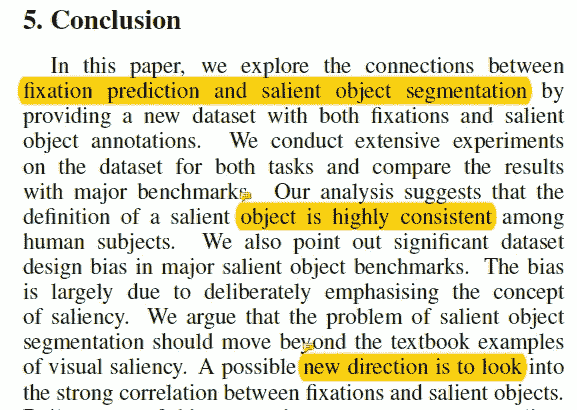 5. Conclusion
In this paper, we explore the connections between
fixation prediction and salient object segmentation by
providing a new dataset with both fixations and salient
object annotations. We conduct extensive experiments
on the dataset for both tasks and compare the results
with major benchmarks. Our analysis suggests that the
definition of a salient object is highly consistent among
human subjects. We also point out significant dataset
design bias in major salient object benchmarks. The bias
is largely due to deliberately emphasising the concept
of saliency. We argue that the problem of salient object
segmentation should move beyond the textbook examples
of visual saliency. A possible new direction is to look into
the strong correlation between fixations and salient objects.